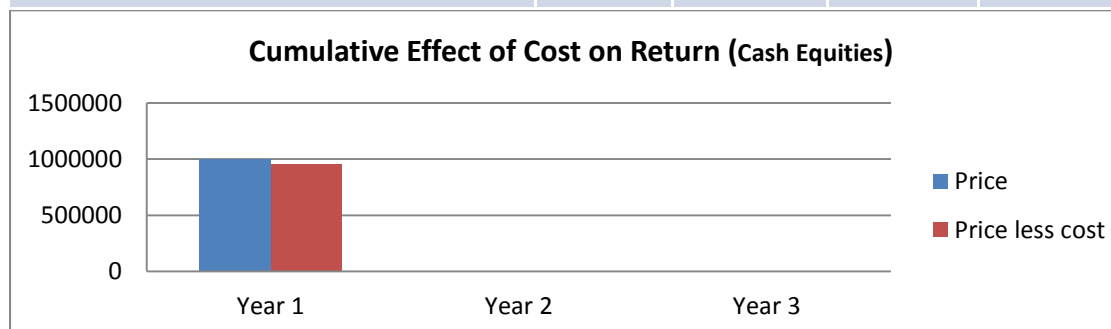 Cumulative Effect of Cost on Return (Cash Equities)
1500000
1000000
500000
0
Year 1 Year 2 Year 3
Price
Price less cost